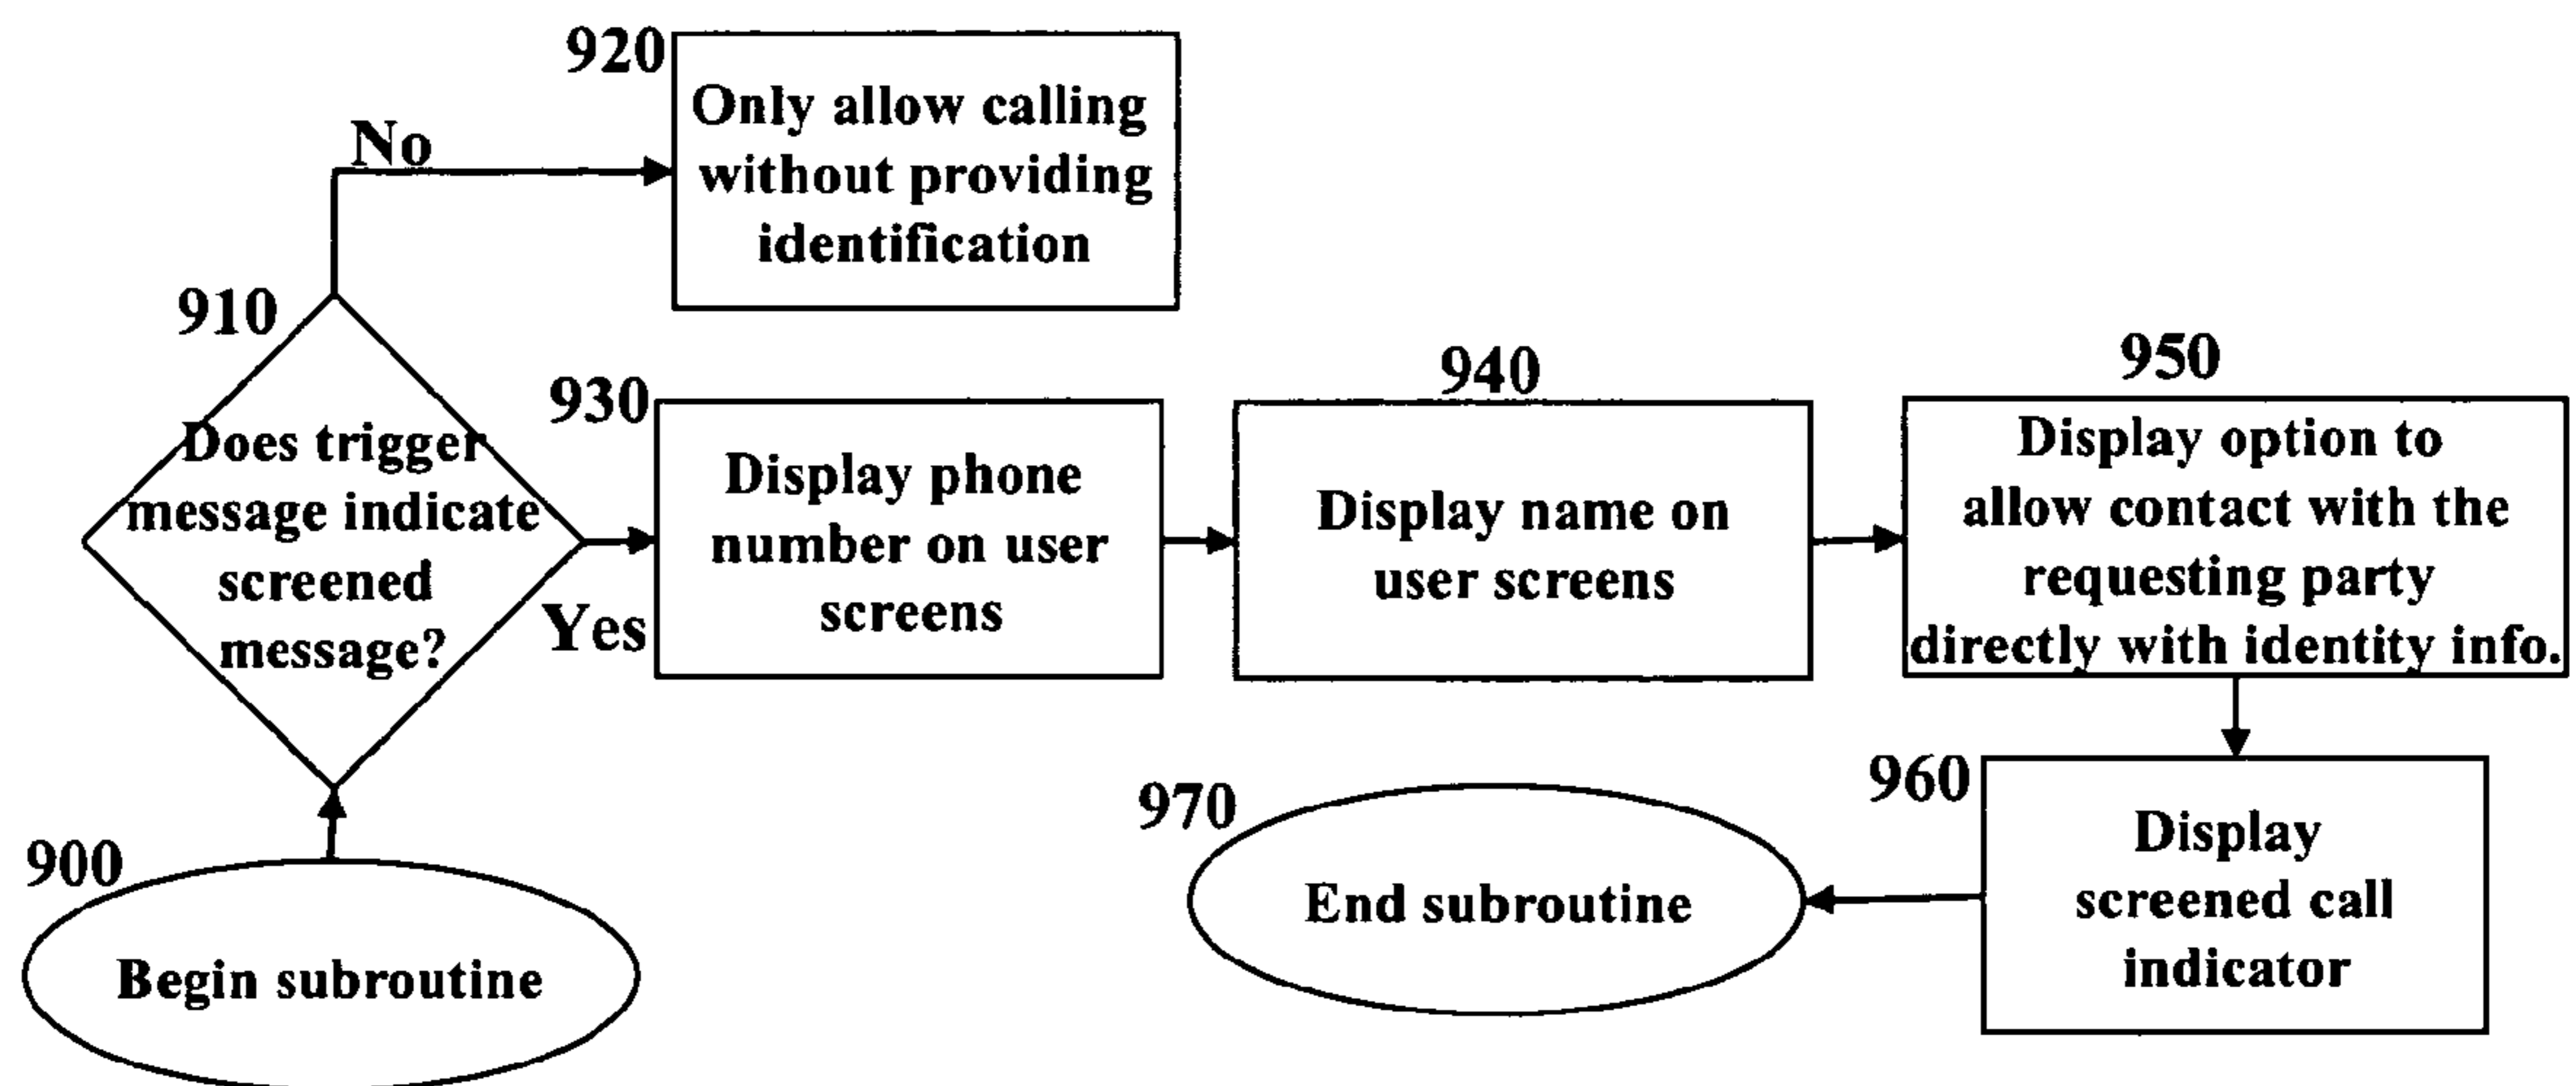 920
Only allow calling
without providing
identification
No
910
Does trigger
message indicate
screened
message?
Yes
930
Display phone
number on user
screens
940
Display name on
user screens
950
Display option to
allow contact with the
requesting party
directly with identity info.
960
Display
screened call
indicator
970
End subroutine
900
Begin subroutine